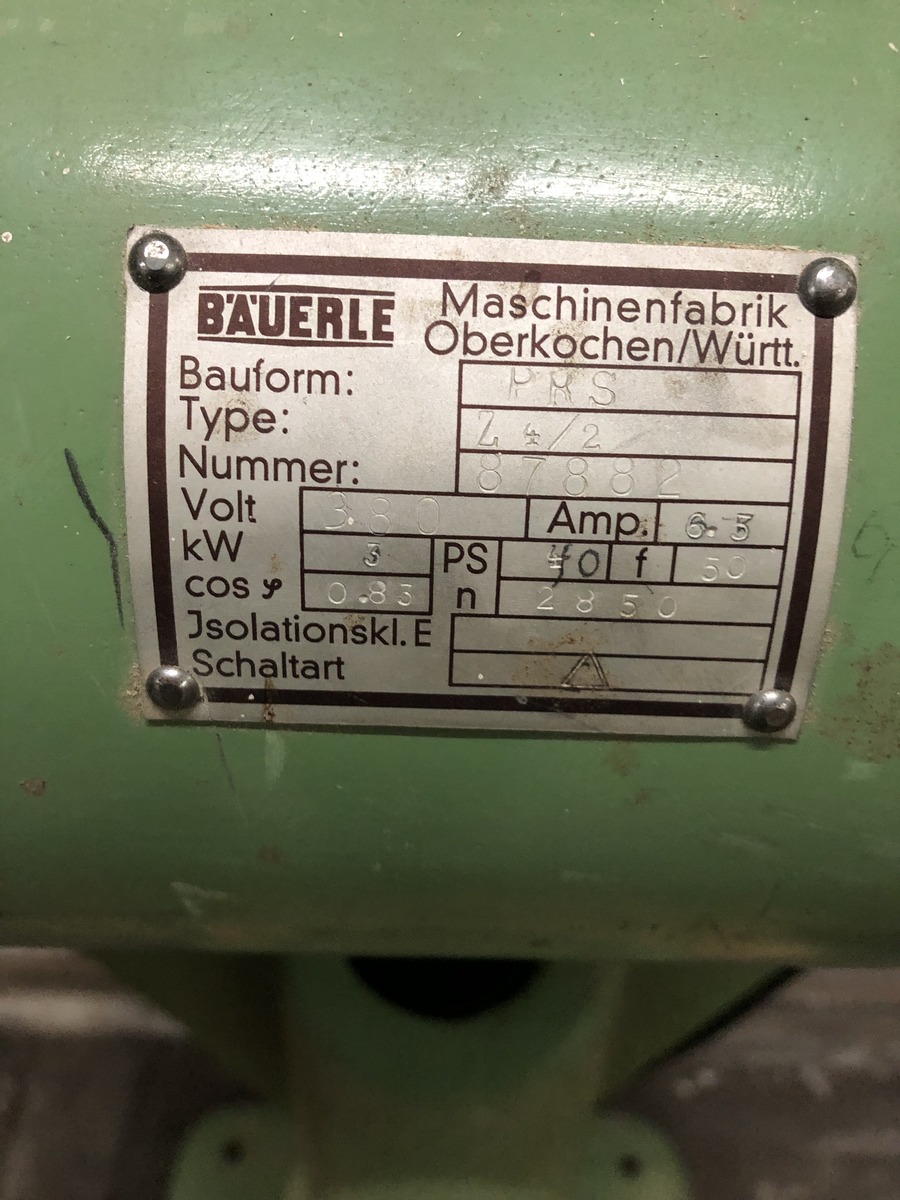 BÄUERLE Maschinenfabrik
Oberkochen/Württ.
Bauform: PRS
Type: Z 4/2
Nummer: 87882
Volt 380 Amp. 6.3
kW 3 PS 40 f 50
cos φ 0.83 n 2850
Jsolationskl. E
Schaltart △